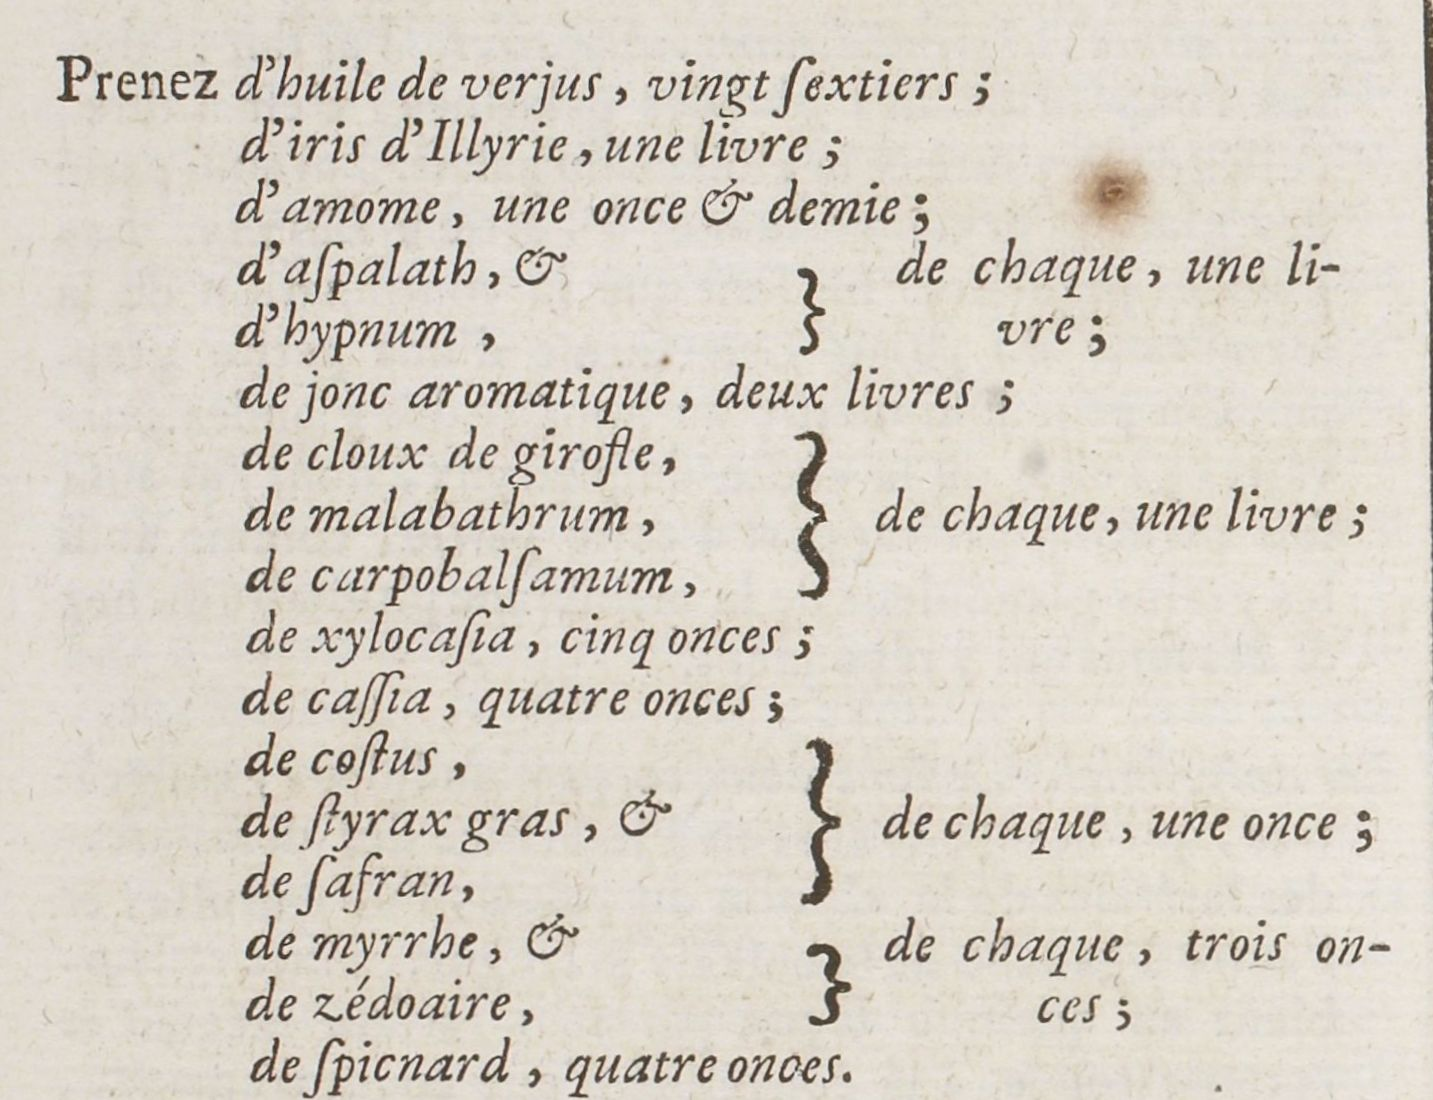 Prenez d'huile de verjus, vingt ſextiers;
d'iris d'Illyrie, une livre;
d'amome, une once & demie;
d'aſpalath, & } de chaque, une li-
d'hypnum, vre;
de jonc aromatique, deux livres;
de cloux de girofle,
de malabathrum, } de chaque, une livre;
de carpobalſamum,
de xylocaſia, cinq onces;
de caſſia, quatre onces;
de coſtus,
de ſtyrax gras, & } de chaque, une once;
de ſafran,
de myrrhe, & } de chaque, trois on-
de zédoaire, ces;
de ſpicnard, quatre onces.